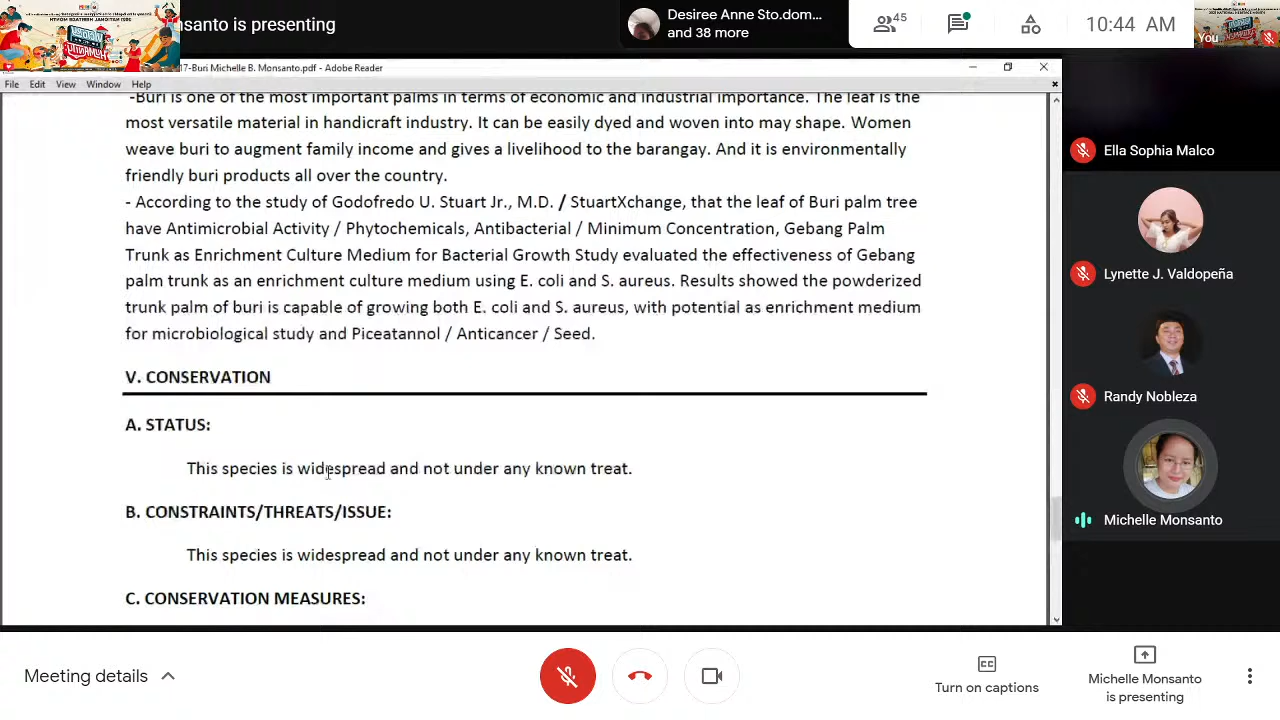 nsanto is presenting
Desiree Anne Sto.dom...
and 38 more
45
10:44 AM
You
17-Buri Michelle B. Monsanto.pdf - Adobe Reader
File Edit View Window Help
-Buri is one of the most important palms in terms of economic and industrial importance. The leaf is the
most versatile material in handicraft industry. It can be easily dyed and woven into may shape. Women
weave buri to augment family income and gives a livelihood to the barangay. And it is environmentally
friendly buri products all over the country.
- According to the study of Godofredo U. Stuart Jr., M.D. / StuartXchange, that the leaf of Buri palm tree
have Antimicrobial Activity / Phytochemicals, Antibacterial / Minimum Concentration, Gebang Palm
Trunk as Enrichment Culture Medium for Bacterial Growth Study evaluated the effectiveness of Gebang
palm trunk as an enrichment culture medium using E. coli and S. aureus. Results showed the powderized
trunk palm of buri is capable of growing both E. coli and S. aureus, with potential as enrichment medium
for microbiological study and Piceatannol / Anticancer / Seed.
V. CONSERVATION
A. STATUS:
This species is widespread and not under any known treat.
B. CONSTRAINTS/THREATS/ISSUE:
This species is widespread and not under any known treat.
C. CONSERVATION MEASURES:
Ella Sophia Malco
Lynette J. Valdopeña
Randy Nobleza
Michelle Monsanto
Meeting details
Turn on captions
Michelle Monsanto
is presenting